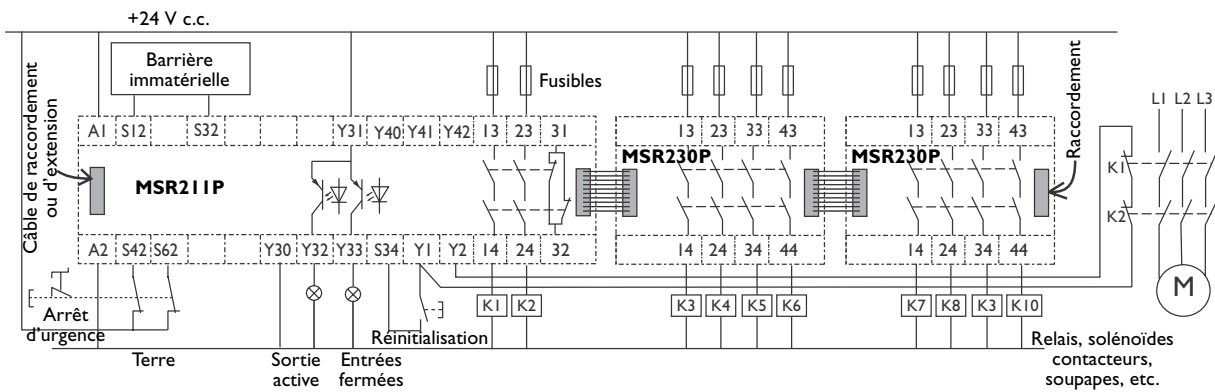 +24 V c.c.
Barrière
immatérielle
Fusibles
Câble de raccordement
ou d'extension
Raccordement
L1 L2 L3
A1 S12 S32 Y31 Y40 Y41 Y42 13 23 31
13 23 33 43
13 23 33 43
MSR211P
MSR230P
MSR230P
K1
K2
A2 S42 S62 Y30 Y32 Y33 S34 Y1 Y2 14 24 32
14 24 34 44
14 24 34 44
M
K1 K2
K3 K4 K5 K6
K7 K8 K3 K10
Arrêt
d'urgence
Réinitialisation
Terre
Sortie
active
Entrées
fermées
Relais, solénoïdes
contacteurs,
soupapes, etc.